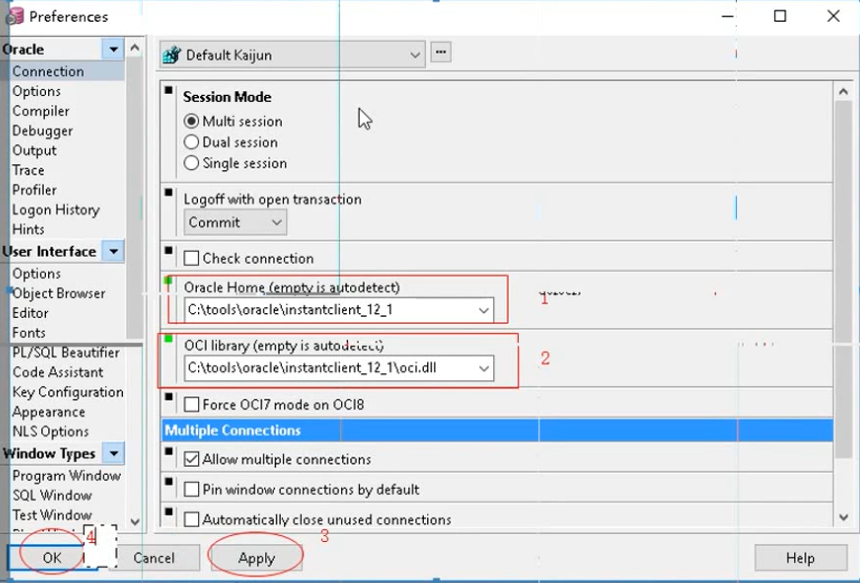 Preferences
Oracle
Connection
Options
Compiler
Debugger
Output
Trace
Profiler
Logon History
Hints
User Interface
Options
Object Browser
Editor
Fonts
PL/SQL Beautifier
Code Assistant
Key Configuration
Appearance
NLS Options
Window Types
Program Window
SQL Window
Test Window
Default Kaijun
...
Session Mode
Multi session
Dual session
Single session
Logoff with open transaction
Commit
Check connection
Oracle Home (empty is autodetect)
C:\tools\oracle\instantclient_12_1
1
OCI library (empty is autodetect)
C:\tools\oracle\instantclient_12_1\oci.dll
2
Force OCI7 mode on OCI8
Multiple Connections
Allow multiple connections
Pin window connections by default
Automatically close unused connections
3
4
OK
Cancel
Apply
Help